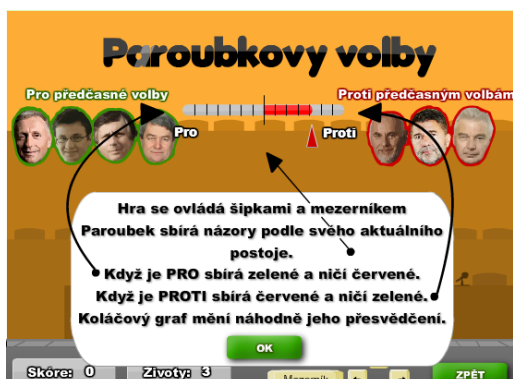 Paroubkovy volby
Pro předčasné volby
Proti předčasným volbám
Pro
Proti
Hra se ovládá šipkami a mezerníkem
Paroubek sbírá názory podle svého aktuálního
postoje.
Když je PRO sbírá zelené a ničí červené.
Když je PROTI sbírá červené a ničí zelené.
Koláčový graf mění náhodně jeho přesvědčení.
OK
Skóre: 0
Životy: 3
Mezerník
ZPĚT